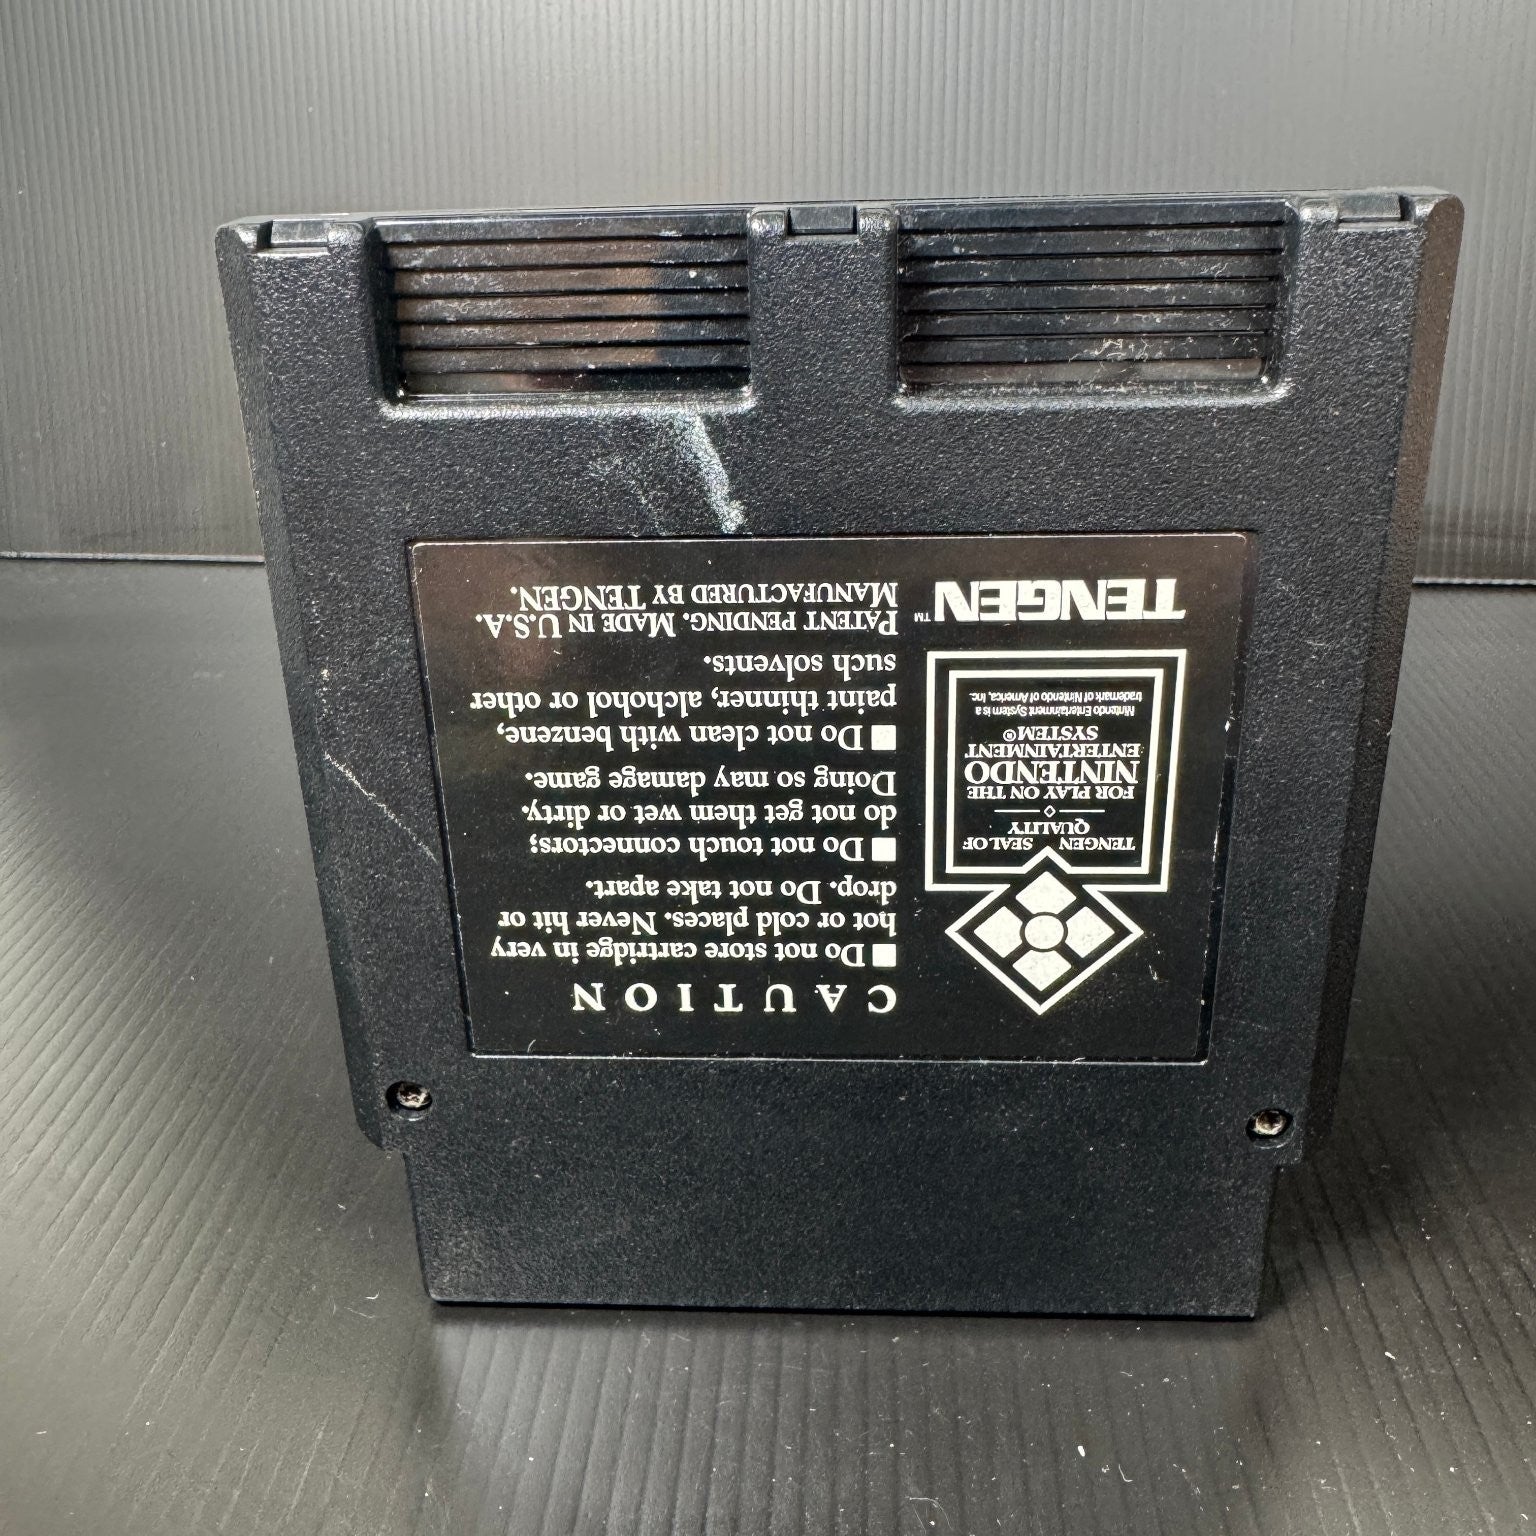 CAUTION
■ Do not store cartridge in very
hot or cold places. Never hit or
drop. Do not take apart.
■ Do not touch connectors;
do not get them wet or dirty.
Doing so may damage game.
■ Do not clean with benzene,
paint thinner, alchohol or other
such solvents.
PATENT PENDING. MADE IN U.S.A.
MANUFACTURED BY TENGEN.
TENGEN SEAL OF
QUALITY
FOR PLAY ON THE
NINTENDO
ENTERTAINMENT
SYSTEM®
Nintendo Entertainment System is a
trademark of Nintendo of America, Inc.
TENGEN™